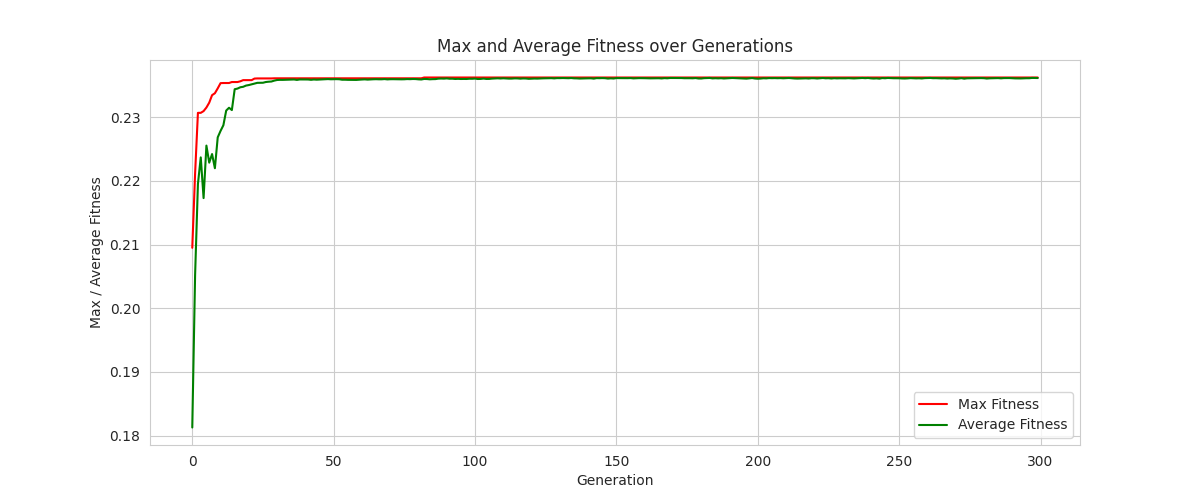 Max and Average Fitness over Generations
Max / Average Fitness
0.23
0.22
0.21
0.20
0.19
0.18
0 50 100 150 200 250 300
Generation
Max Fitness
Average Fitness